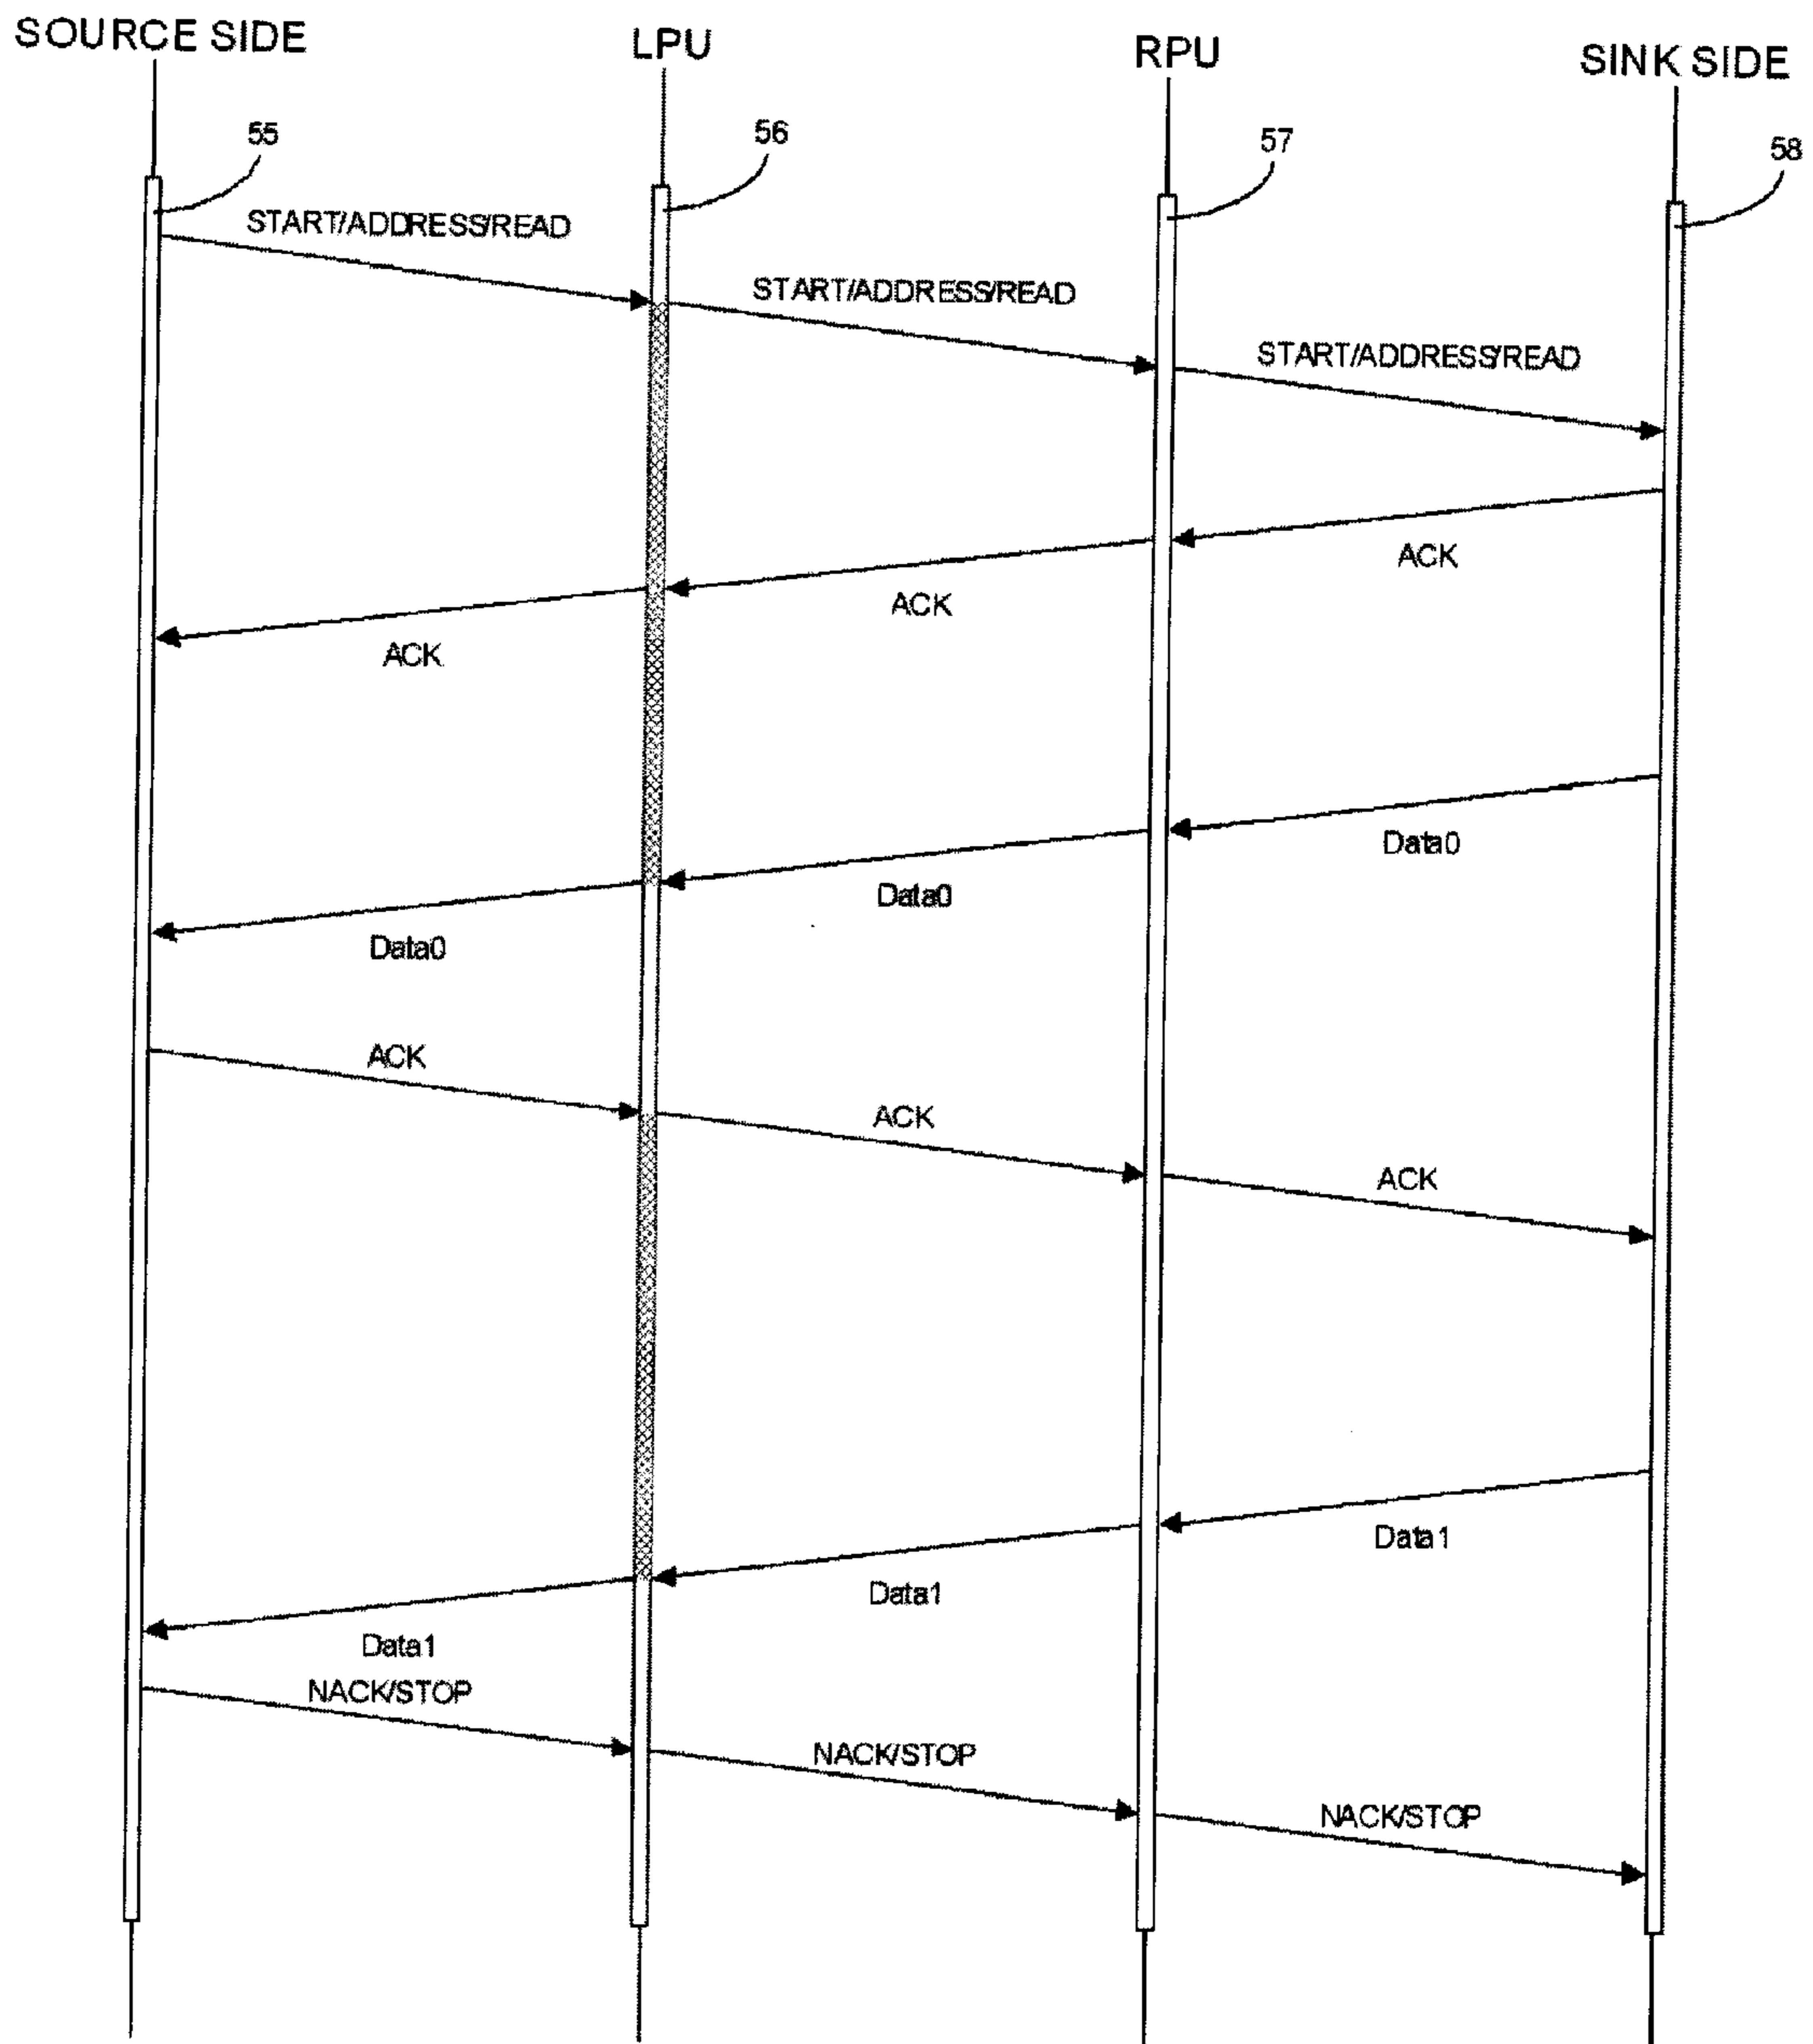 SOURCE SIDE
LPU
RPU
SINK SIDE
55
56
57
58
START/ADDRESS/READ
START/ADDRESS/READ
START/ADDRESS/READ
ACK
ACK
ACK
Data0
Data0
Data0
ACK
ACK
ACK
Data1
Data1
Data1
NACK/STOP
NACK/STOP
NACK/STOP